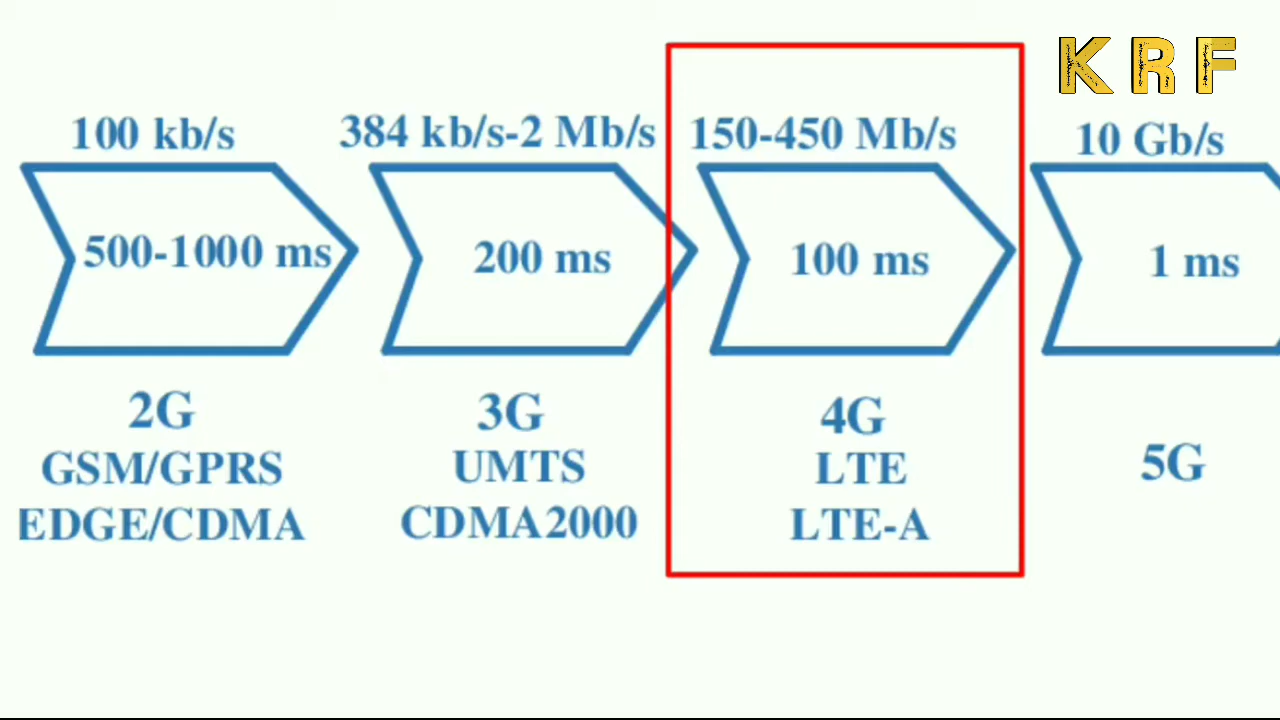 KRF
100 kb/s
384 kb/s-2 Mb/s
150-450 Mb/s
10 Gb/s
500-1000 ms
200 ms
100 ms
1 ms
2G
GSM/GPRS
EDGE/CDMA
3G
UMTS
CDMA2000
4G
LTE
LTE-A
5G